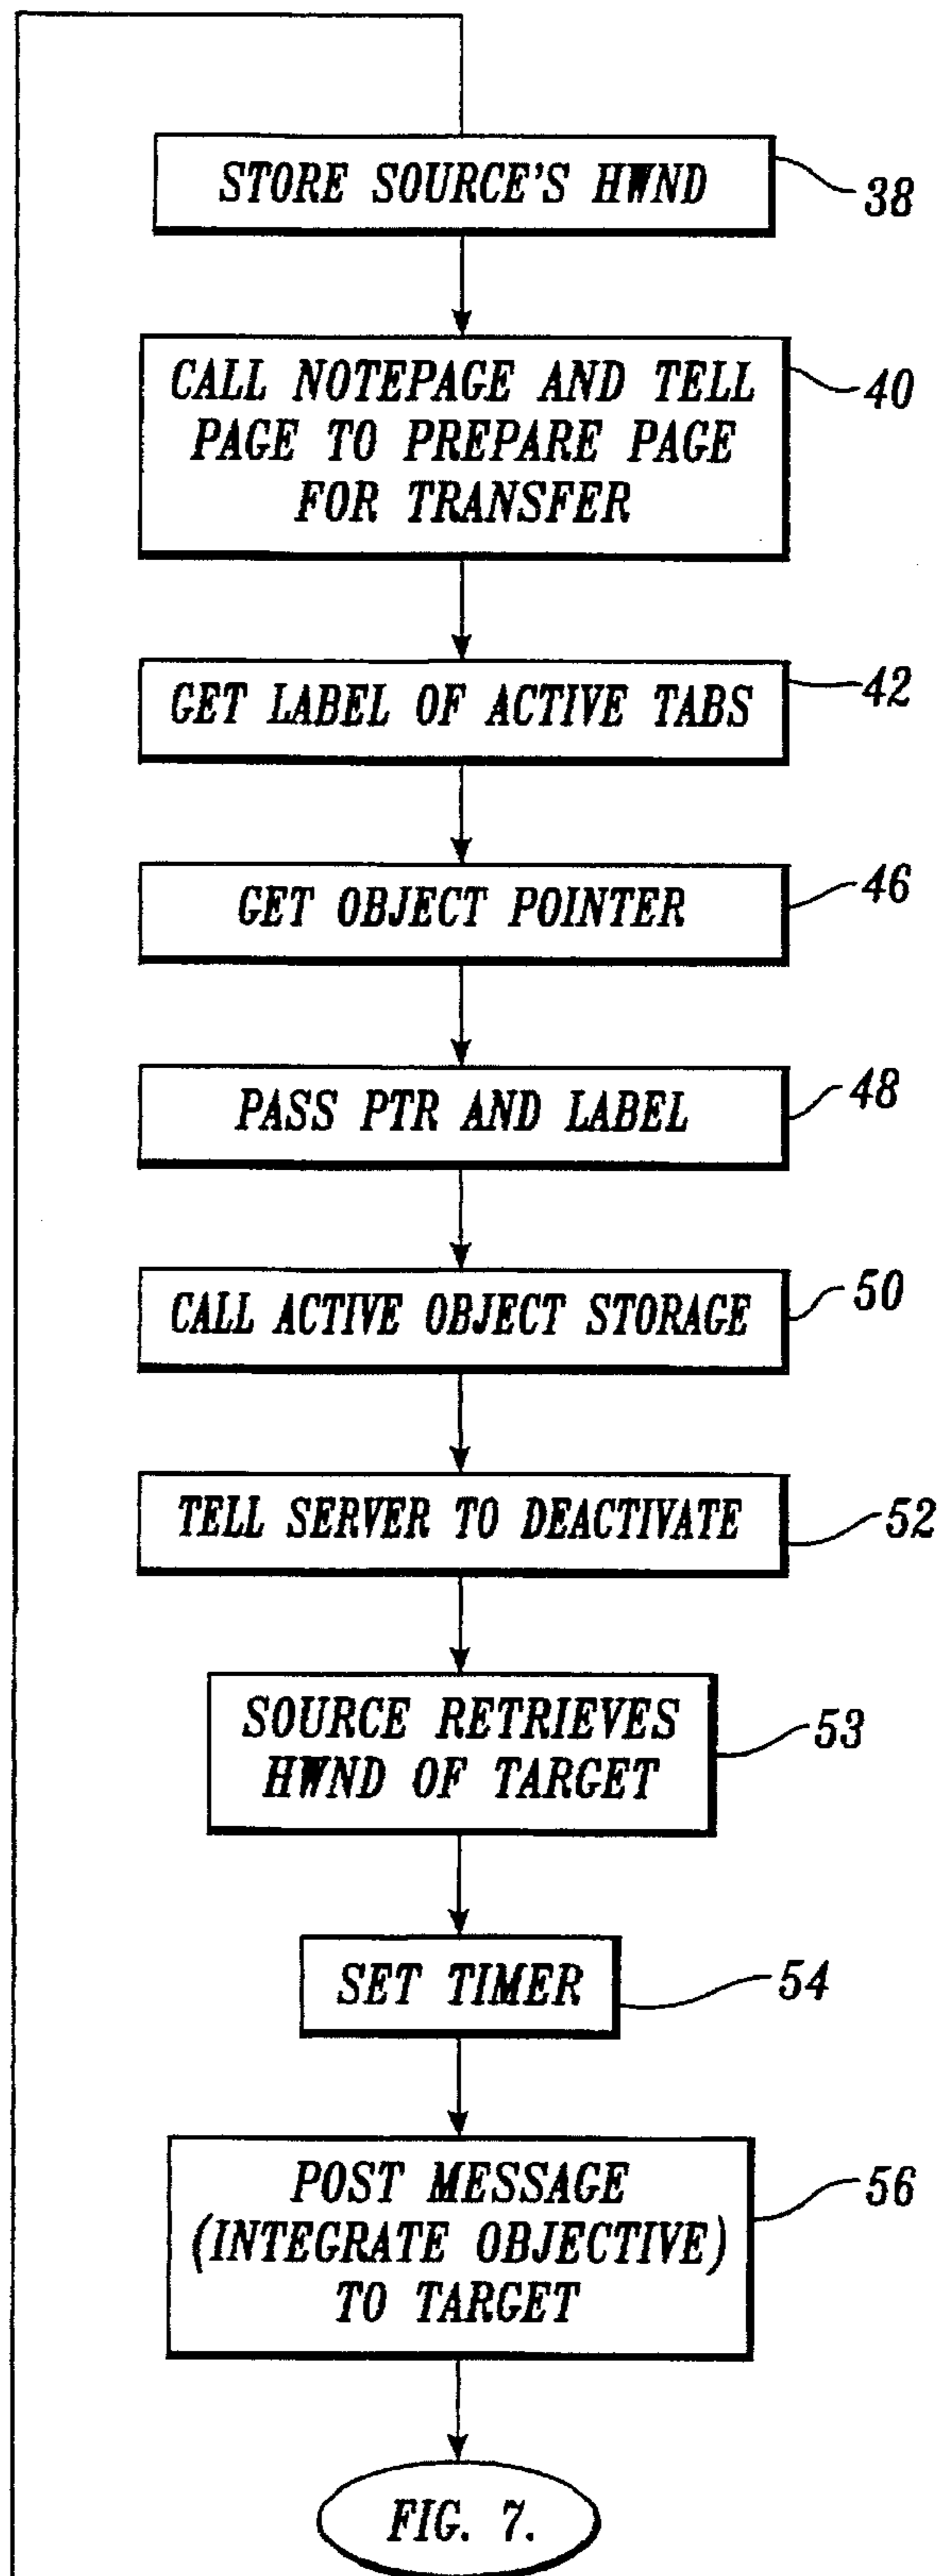 STORE SOURCE'S HWND
38
CALL NOTEPAGE AND TELL
PAGE TO PREPARE PAGE
FOR TRANSFER
40
GET LABEL OF ACTIVE TABS
42
GET OBJECT POINTER
46
PASS PTR AND LABEL
48
CALL ACTIVE OBJECT STORAGE
50
TELL SERVER TO DEACTIVATE
52
SOURCE RETRIEVES
HWND OF TARGET
53
SET TIMER
54
POST MESSAGE
(INTEGRATE OBJECTIVE)
TO TARGET
56
FIG. 7.